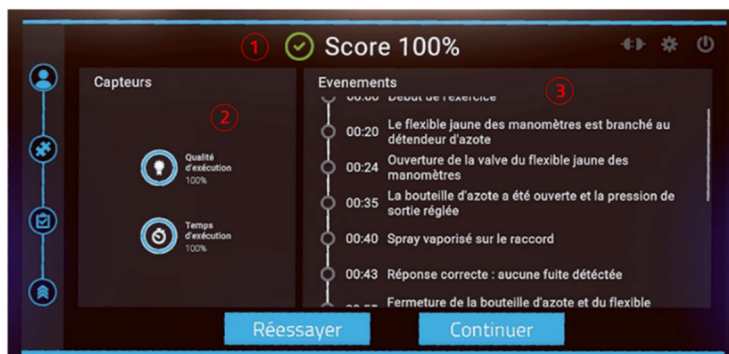 1 Score 100%
Capteurs
2
Qualité
d'exécution
100%
Temps
d'exécution
100%
Evenements
3
00:00 Début de l'exercice
00:20 Le flexible jaune des manomètres est branché au
détendeur d'azote
00:24 Ouverture de la valve du flexible jaune des
manomètres
00:35 La bouteille d'azote a été ouverte et la pression de
sortie réglée
00:40 Spray vaporisé sur le raccord
00:43 Réponse correcte : aucune fuite détéctée
Fermeture de la bouteille d'azote et du flexible
Réessayer
Continuer